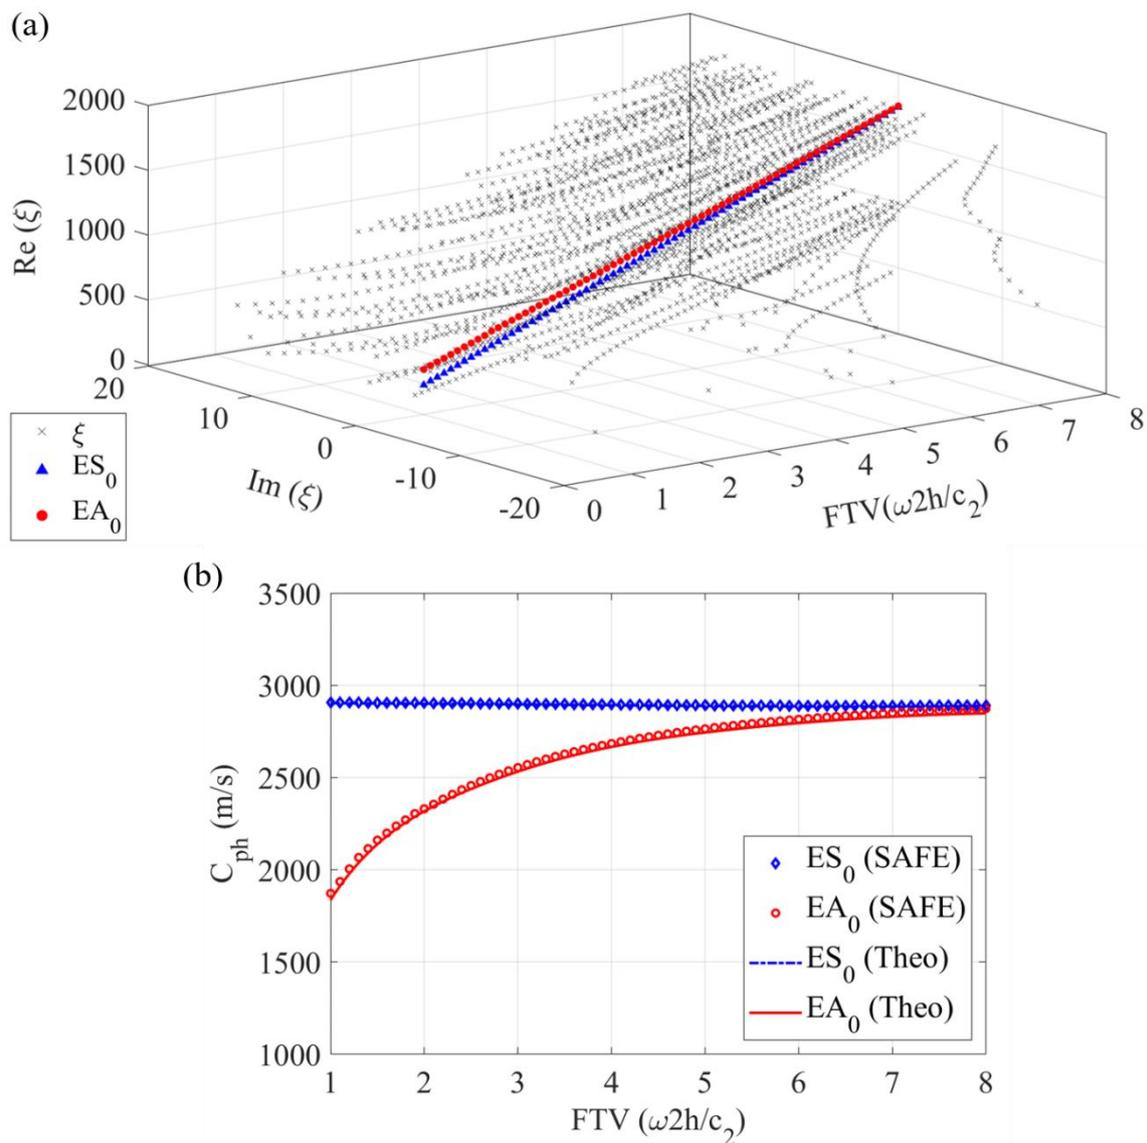 (a)
2000
1500
1000
500
0
Re (ξ)
20
10
0
-10
-20
Im (ξ)
0
1
2
3
4
5
6
7
8
FTV(ω2h/c₂)
ξ
ES₀
EA₀
(b)
3500
3000
2500
2000
1500
1000
C_ph (m/s)
ES₀ (SAFE)
EA₀ (SAFE)
ES₀ (Theo)
EA₀ (Theo)
1 2 3 4 5 6 7 8
FTV (ω2h/c₂)